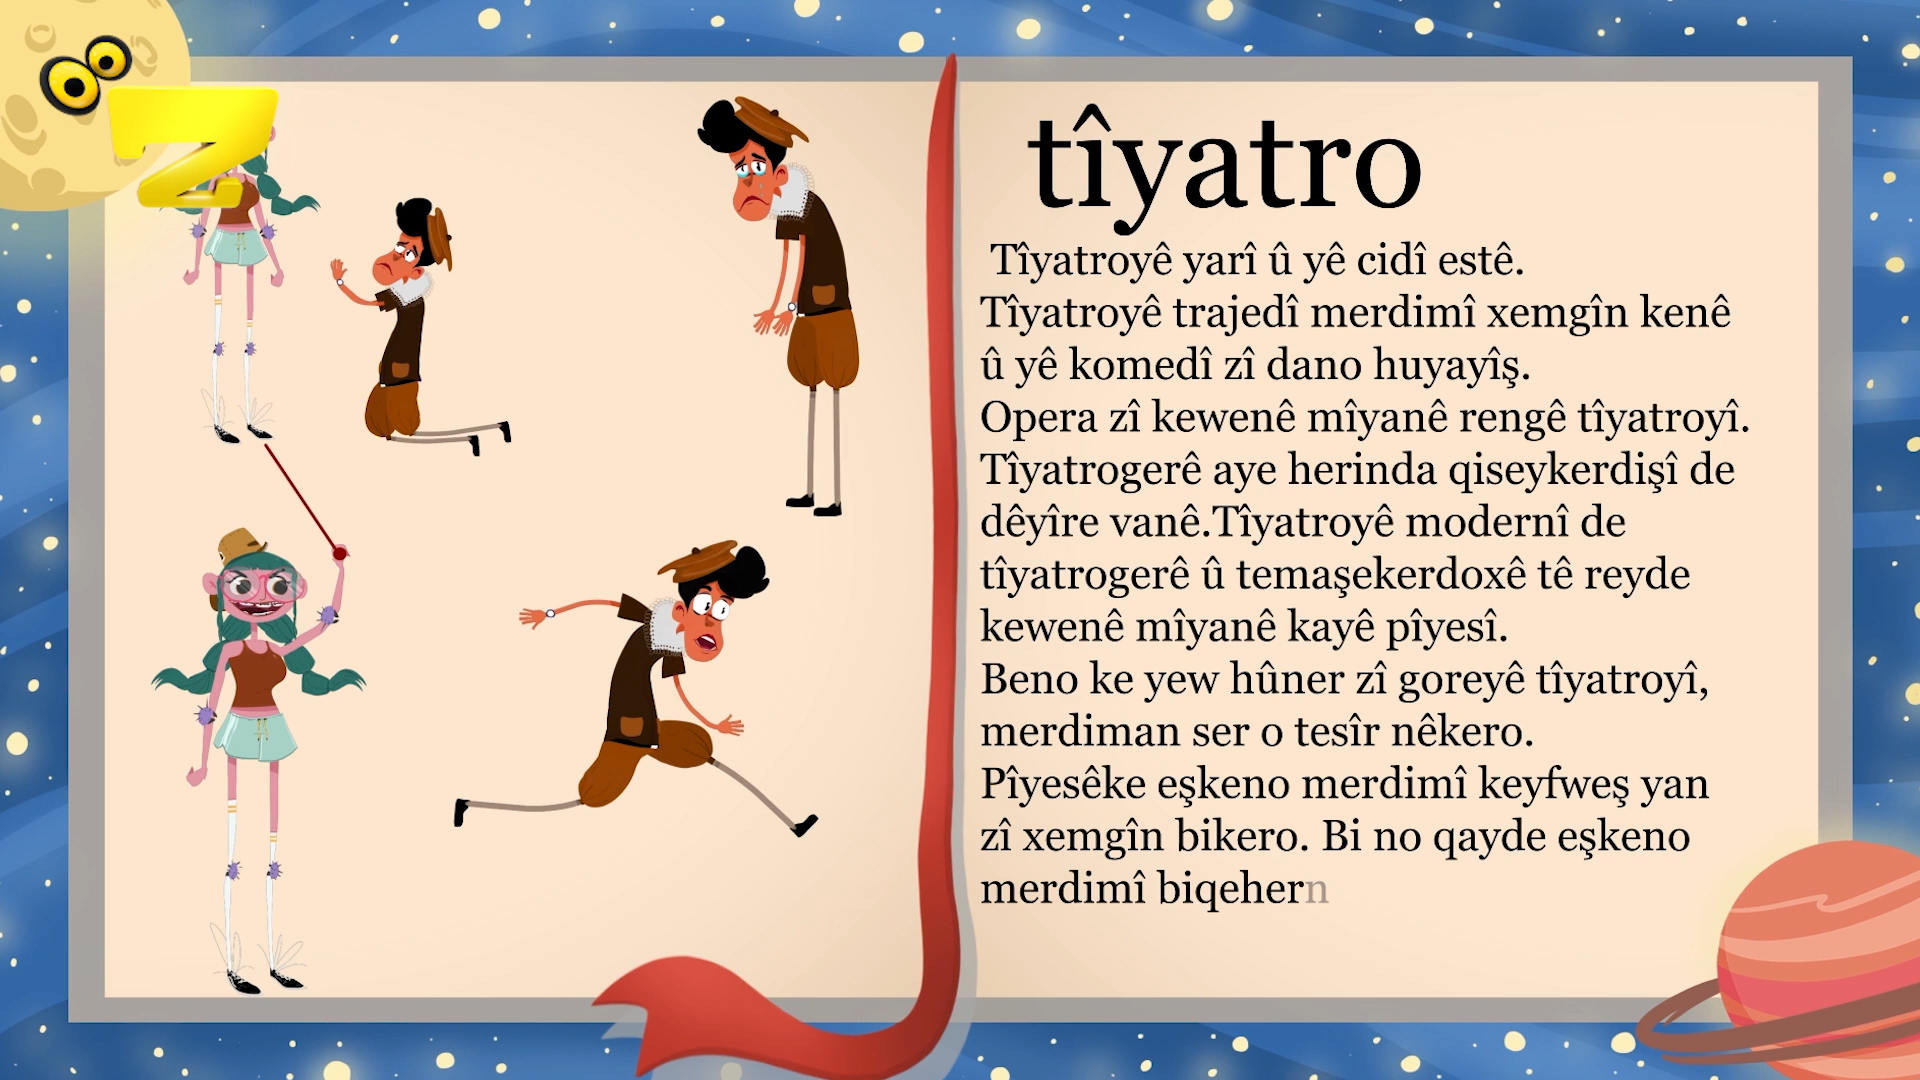 Z
tîyatro
Tîyatroyê yarî û yê cidî estê.
Tîyatroyê trajedî merdimî xemgîn kenê
û yê komedî zî dano huyayîş.
Opera zî kewenê mîyanê rengê tîyatroyî.
Tîyatrogerê aye herinda qiseykerdişî de
dêyîre vanê.Tîyatroyê modernî de
tîyatrogerê û temaşekerdoxê tê reyde
kewenê mîyanê kayê pîyesî.
Beno ke yew hûner zî goreyê tîyatroyî,
merdiman ser o tesîr nêkero.
Pîyesêke eşkeno merdimî keyfweş yan
zî xemgîn bikero. Bi no qayde eşkeno
merdimî biqehern